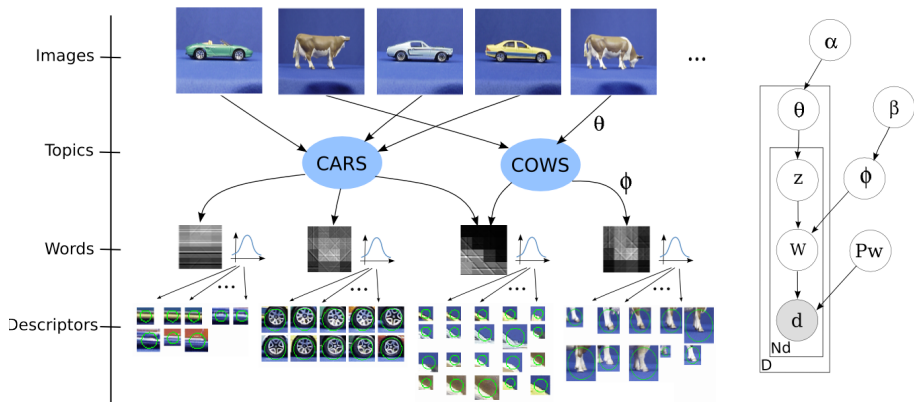 Images
...
θ
Topics
CARS
COWS
ϕ
Words
...
...
...
...
Descriptors
α
θ
β
z
ϕ
w
Pw
d
Nd
D